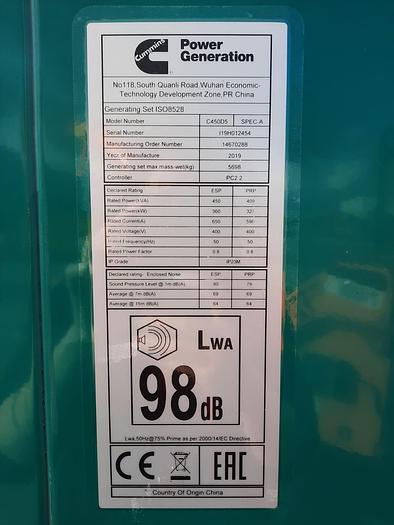 Cummins
Power
Generation
No118,South Quanli Road,Wuhan Economic-
Technology Development Zone,PR China
Generating Set ISO8528
Model Number C450D5 SPEC-A
Serial Number I19H012454
Manufacturing Order Number 14670288
Year of Manufacture 2019
Generating set max.mass-wet(kg) 5698
Controller PC2.2
Declared Rating ESP PRP
Rated Power(kVA) 450 409
Rated Power(kW) 360 327
Rated Current(A) 650 590
Rated Voltage(V) 400 400
Rated Frequency(Hz) 50 50
Rated Power Factor 0.8 0.8
IP Grade IP23M
Declared rating- Enclosed Noise ESP PRP
Sound Pressure Level @ 1m dB(A) 80 79
Average @ 7m dB(A) 69 69
Average @ 15m dB(A) 64 64
LWA
98dB
Lwa,50Hz@75% Prime as per 2000/14/EC Directive
CE EAC
Country Of Origin China